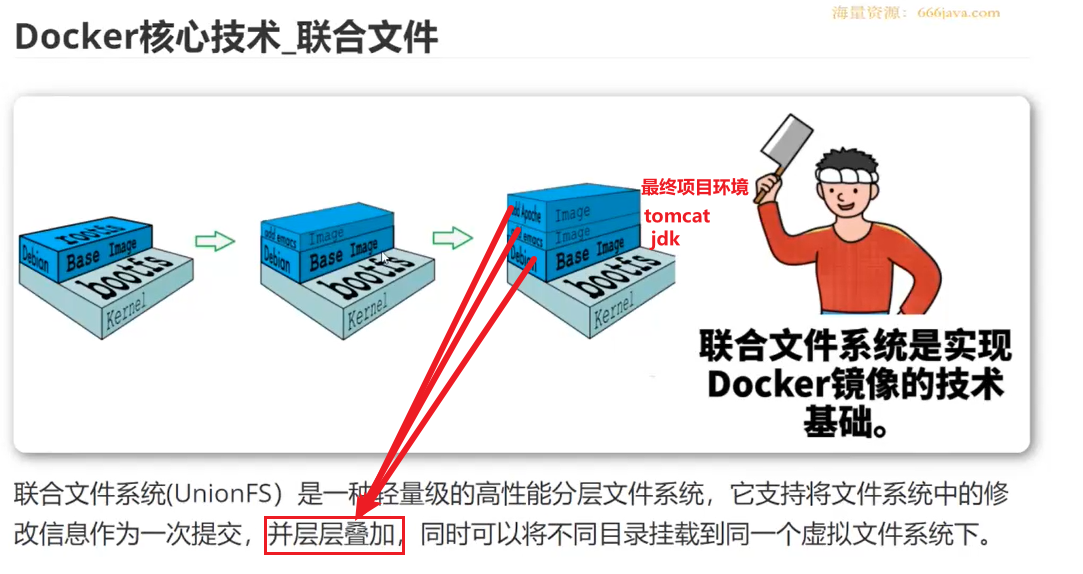 海量资源：666java.com
Docker核心技术_联合文件
rootfs
Debian
Base Image
bootfs
Kernel
add emacs
Image
Debian
Base Image
bootfs
Kernel
add Apache
Image
add emacs
Image
Debian
Base Image
bootfs
Kernel
最终项目环境
tomcat
jdk
联合文件系统是实现
Docker镜像的技术
基础。
联合文件系统(UnionFS）是一种轻量级的高性能分层文件系统，它支持将文件系统中的修
改信息作为一次提交，并层层叠加，同时可以将不同目录挂载到同一个虚拟文件系统下。